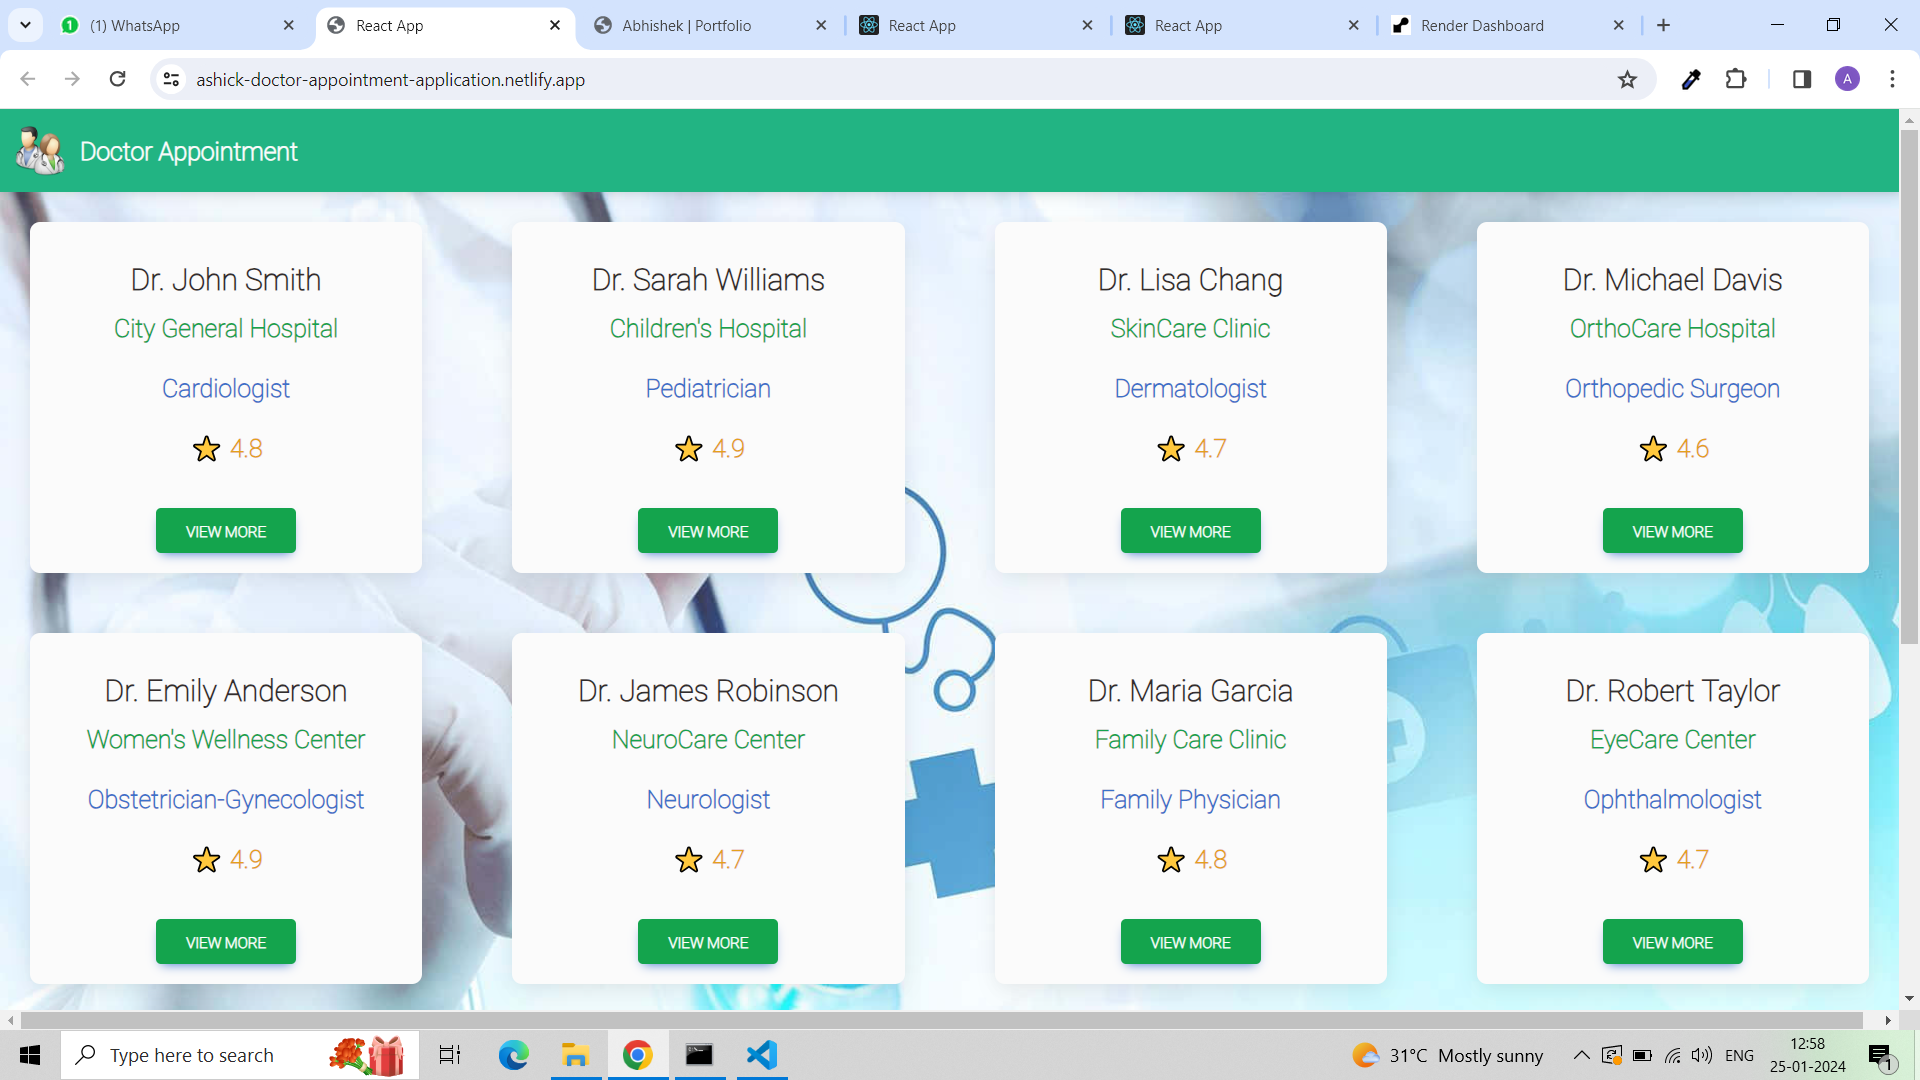 (1) WhatsApp
React App
Abhishek | Portfolio
React App
React App
Render Dashboard
ashick-doctor-appointment-application.netlify.app
A
Doctor Appointment
Dr. John Smith
City General Hospital
Cardiologist
4.8
VIEW MORE
Dr. Sarah Williams
Children's Hospital
Pediatrician
4.9
VIEW MORE
Dr. Lisa Chang
SkinCare Clinic
Dermatologist
4.7
VIEW MORE
Dr. Michael Davis
OrthoCare Hospital
Orthopedic Surgeon
4.6
VIEW MORE
Dr. Emily Anderson
Women's Wellness Center
Obstetrician-Gynecologist
4.9
VIEW MORE
Dr. James Robinson
NeuroCare Center
Neurologist
4.7
VIEW MORE
Dr. Maria Garcia
Family Care Clinic
Family Physician
4.8
VIEW MORE
Dr. Robert Taylor
EyeCare Center
Ophthalmologist
4.7
VIEW MORE
Type here to search
31°C Mostly sunny
ENG
12:58
25-01-2024
1